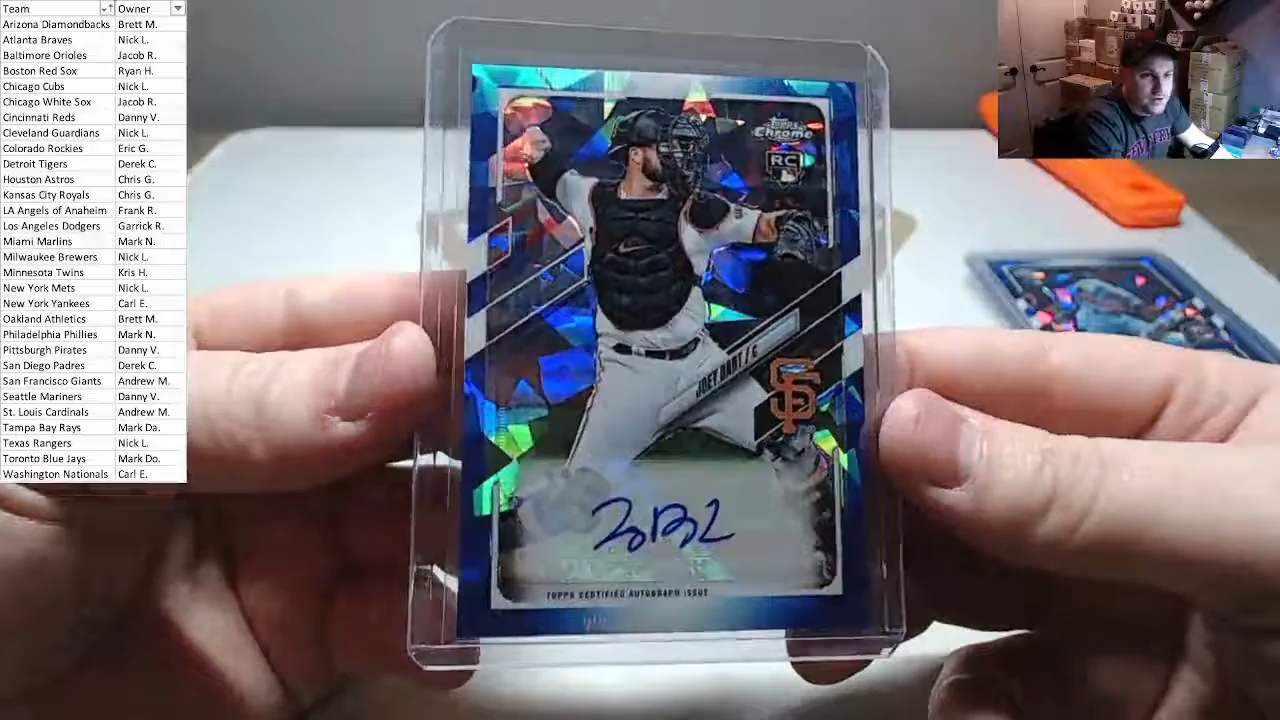 Team Owner
Arizona Diamondbacks Brett M.
Atlanta Braves Nick L.
Baltimore Orioles Jacob R.
Boston Red Sox Ryan H.
Chicago Cubs Nick L.
Chicago White Sox Jacob R.
Cincinnati Reds Danny V.
Cleveland Guardians Nick L.
Colorado Rockies Eric G.
Detroit Tigers Derek C.
Houston Astros Chris G.
Kansas City Royals Chris G.
LA Angels of Anaheim Frank R.
Los Angeles Dodgers Garrick R.
Miami Marlins Mark N.
Milwaukee Brewers Nick L.
Minnesota Twins Kris H.
New York Mets Nick L.
New York Yankees Carl E.
Oakland Athletics Brett M.
Philadelphia Phillies Mark N.
Pittsburgh Pirates Danny V.
San Diego Padres Derek C.
San Francisco Giants Andrew M.
Seattle Mariners Danny V.
St. Louis Cardinals Andrew M.
Tampa Bay Rays Mark Da.
Texas Rangers Nick L.
Toronto Blue Jays Mark Do.
Washington Nationals Carl E.
Topps
Chrome
RC
JOEY BART / C
SF
TOPPS CERTIFIED AUTOGRAPH ISSUE